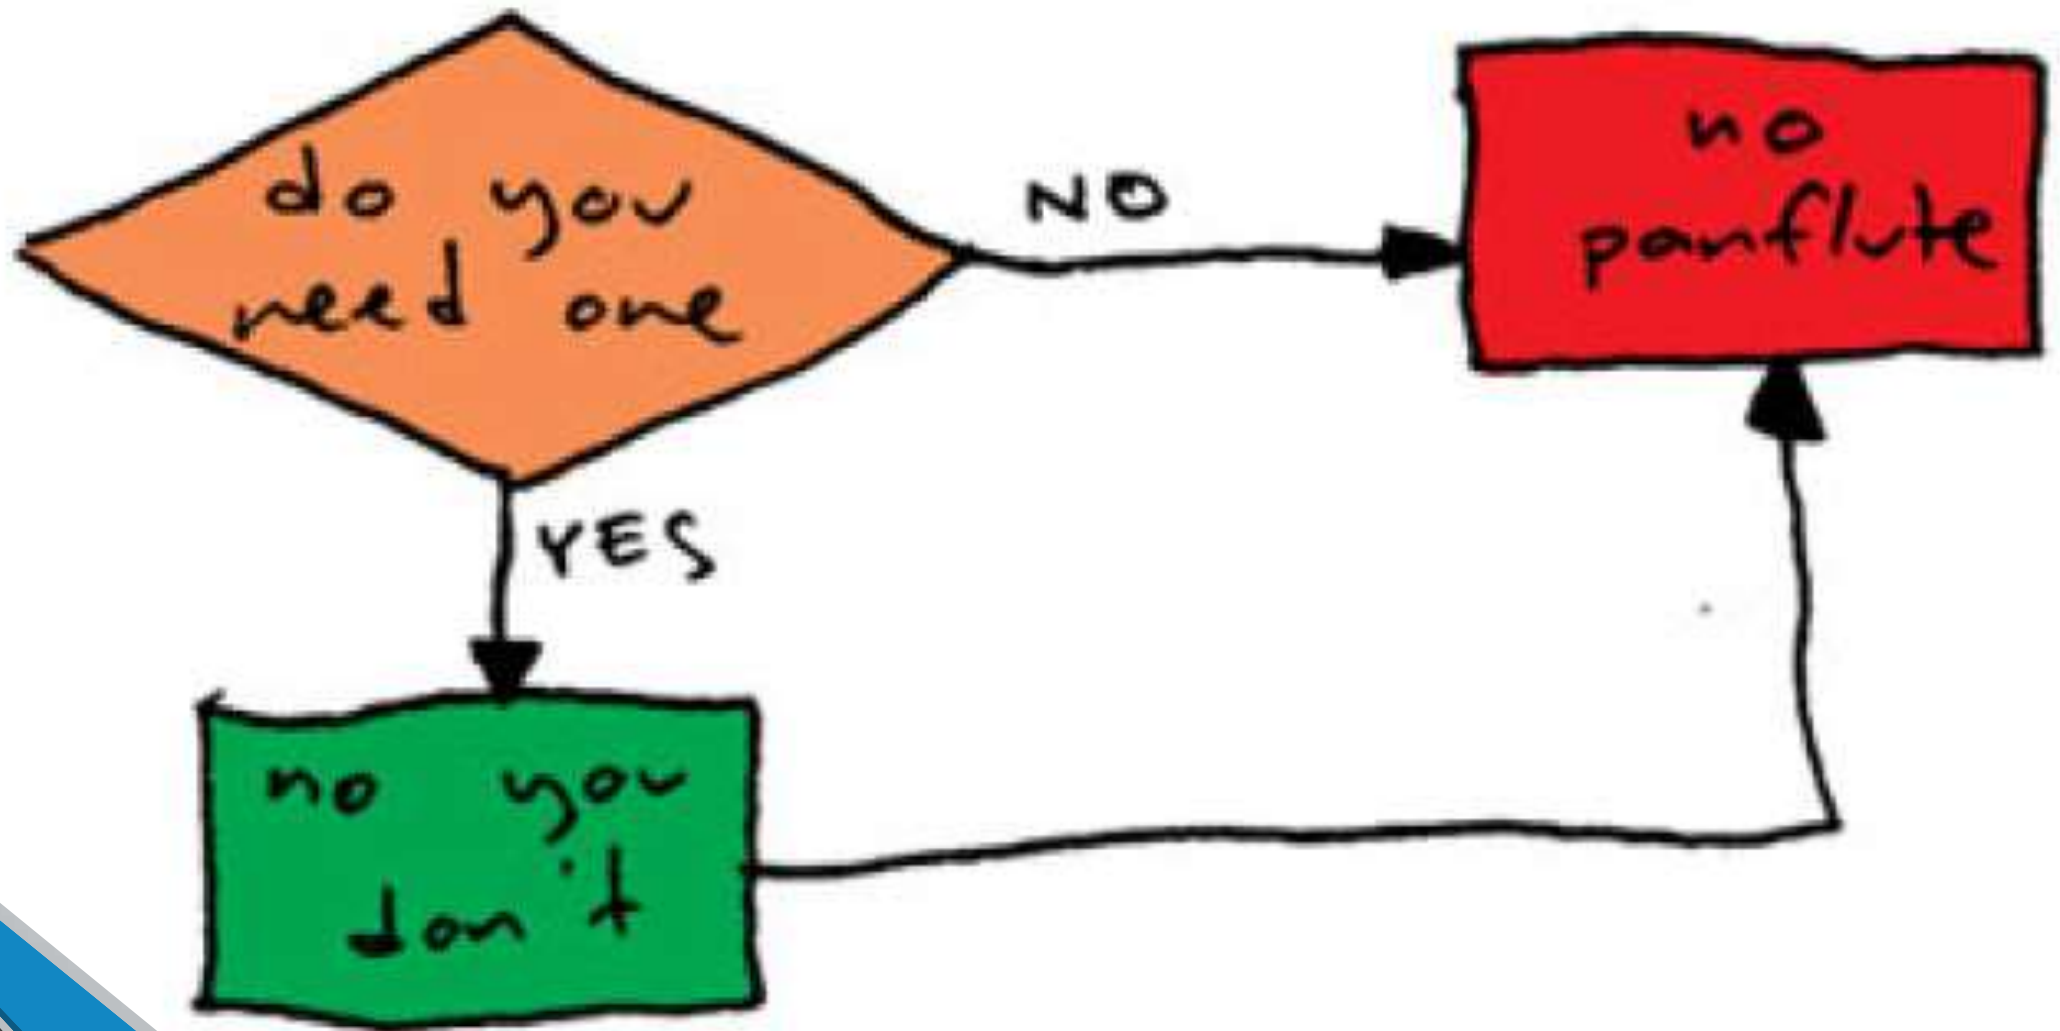 do you
need one
NO
no
panflute
YES
no you
don't